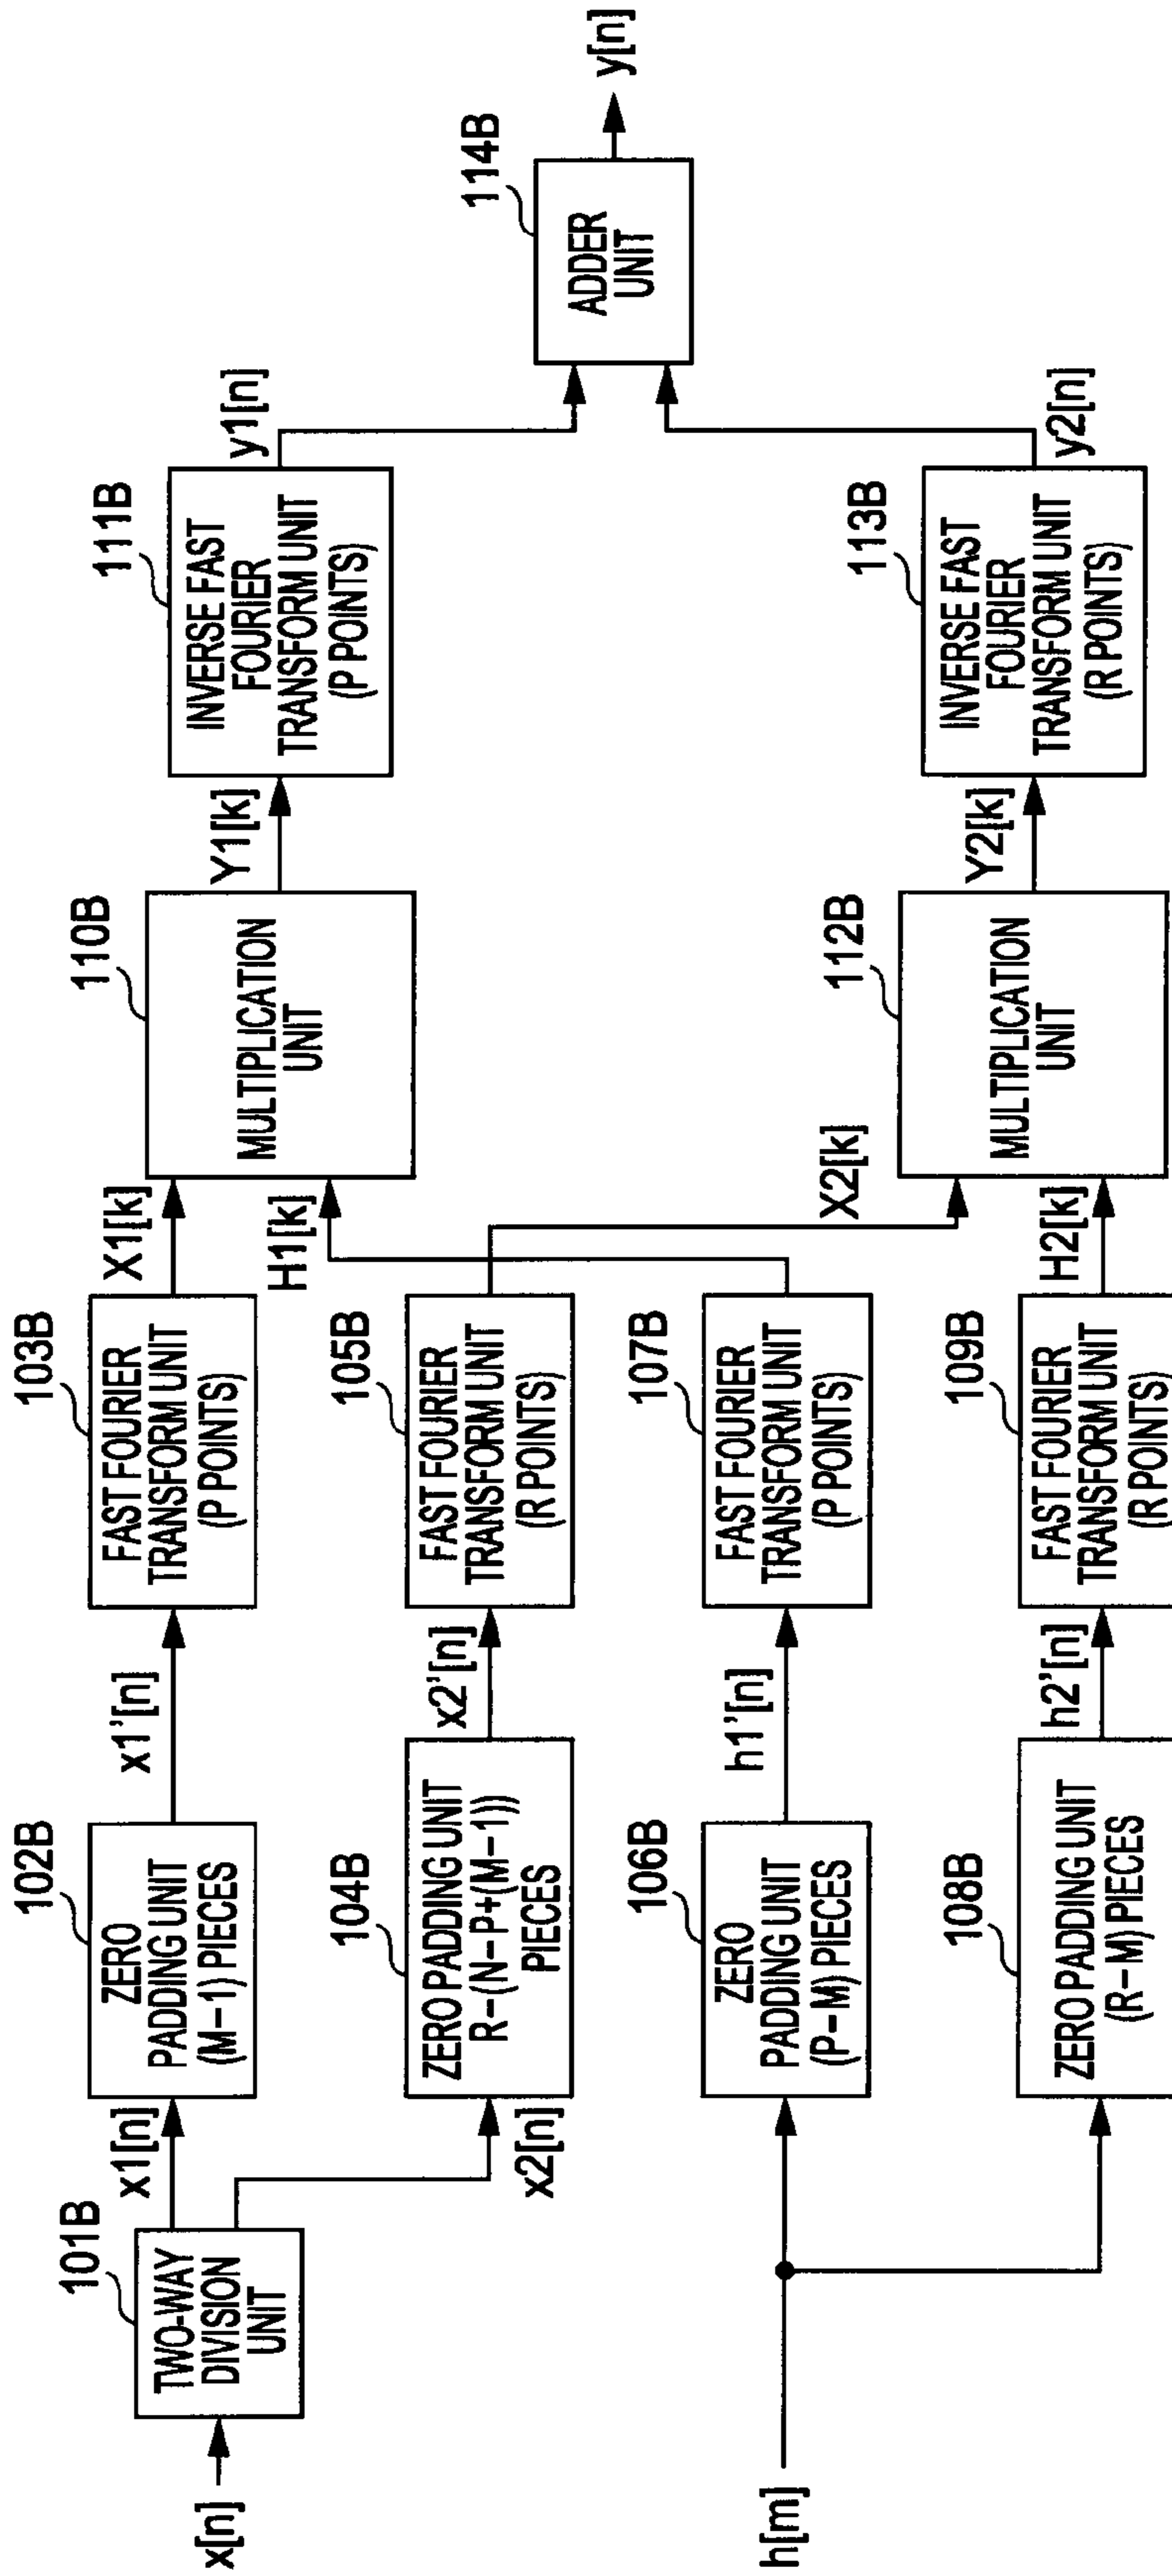 x[n]
101B
TWO-WAY
DIVISION
UNIT
x1[n]
x2[n]
102B
ZERO
PADDING UNIT
(M−1) PIECES
x1'[n]
103B
FAST FOURIER
TRANSFORM UNIT
(P POINTS)
X1[k]
104B
ZERO PADDING UNIT
R−(N−P+(M−1))
PIECES
x2'[n]
105B
FAST FOURIER
TRANSFORM UNIT
(R POINTS)
X2[k]
h[m]
106B
ZERO
PADDING UNIT
(P−M) PIECES
h1'[n]
107B
FAST FOURIER
TRANSFORM UNIT
(P POINTS)
H1[k]
108B
ZERO PADDING UNIT
(R−M) PIECES
h2'[n]
109B
FAST FOURIER
TRANSFORM UNIT
(R POINTS)
H2[k]
110B
MULTIPLICATION
UNIT
Y1[k]
111B
INVERSE FAST
FOURIER
TRANSFORM UNIT
(P POINTS)
y1[n]
112B
MULTIPLICATION
UNIT
Y2[k]
113B
INVERSE FAST
FOURIER
TRANSFORM UNIT
(R POINTS)
y2[n]
114B
ADDER
UNIT
y[n]